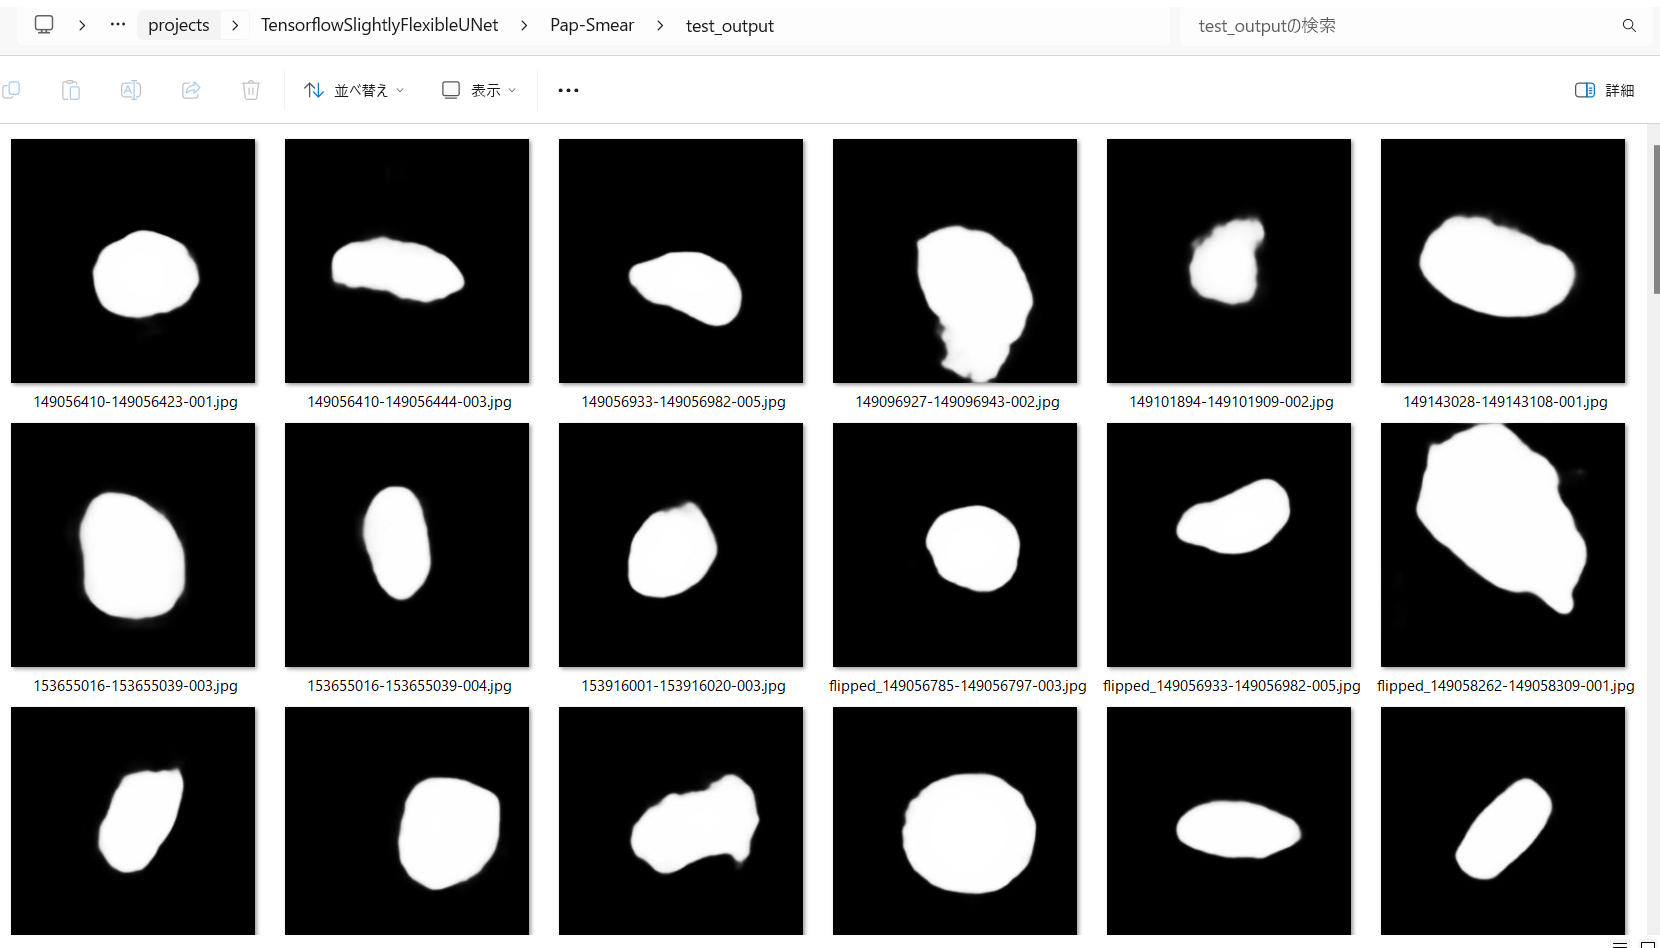 projects TensorflowSlightlyFlexibleUNet Pap-Smear test_output test_outputの検索
並べ替え 表示 詳細
149056410-149056423-001.jpg 149056410-149056444-003.jpg 149056933-149056982-005.jpg 149096927-149096943-002.jpg 149101894-149101909-002.jpg 149143028-149143108-001.jpg
153655016-153655039-003.jpg 153655016-153655039-004.jpg 153916001-153916020-003.jpg flipped_149056785-149056797-003.jpg flipped_149056933-149056982-005.jpg flipped_149058262-149058309-001.jpg